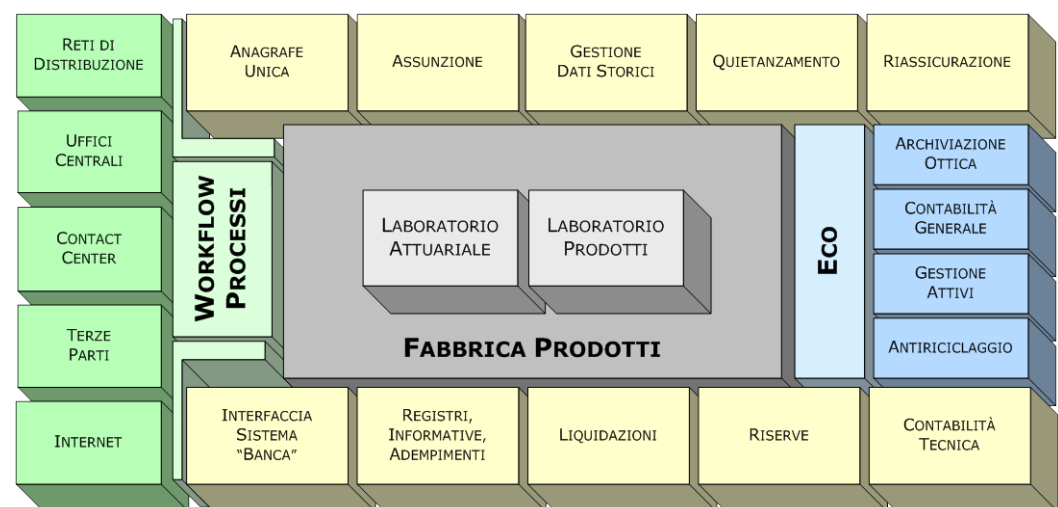 RETI DI
DISTRIBUZIONE
ANAGRAFE
UNICA
ASSUNZIONE
GESTIONE
DATI STORICI
QUIETANZAMENTO
RIASSICURAZIONE
UFFICI
CENTRALI
CONTACT
CENTER
TERZE
PARTI
INTERNET
WORKFLOW
PROCESSI
LABORATORIO
ATTUARIALE
LABORATORIO
PRODOTTI
FABBRICA PRODOTTI
ECO
ARCHIVIAZIONE
OTTICA
CONTABILITÀ
GENERALE
GESTIONE
ATTIVI
ANTIRICICLAGGIO
INTERFACCIA
SISTEMA
"BANCA"
REGISTRI,
INFORMATIVE,
ADEMPIMENTI
LIQUIDAZIONI
RISERVE
CONTABILITÀ
TECNICA